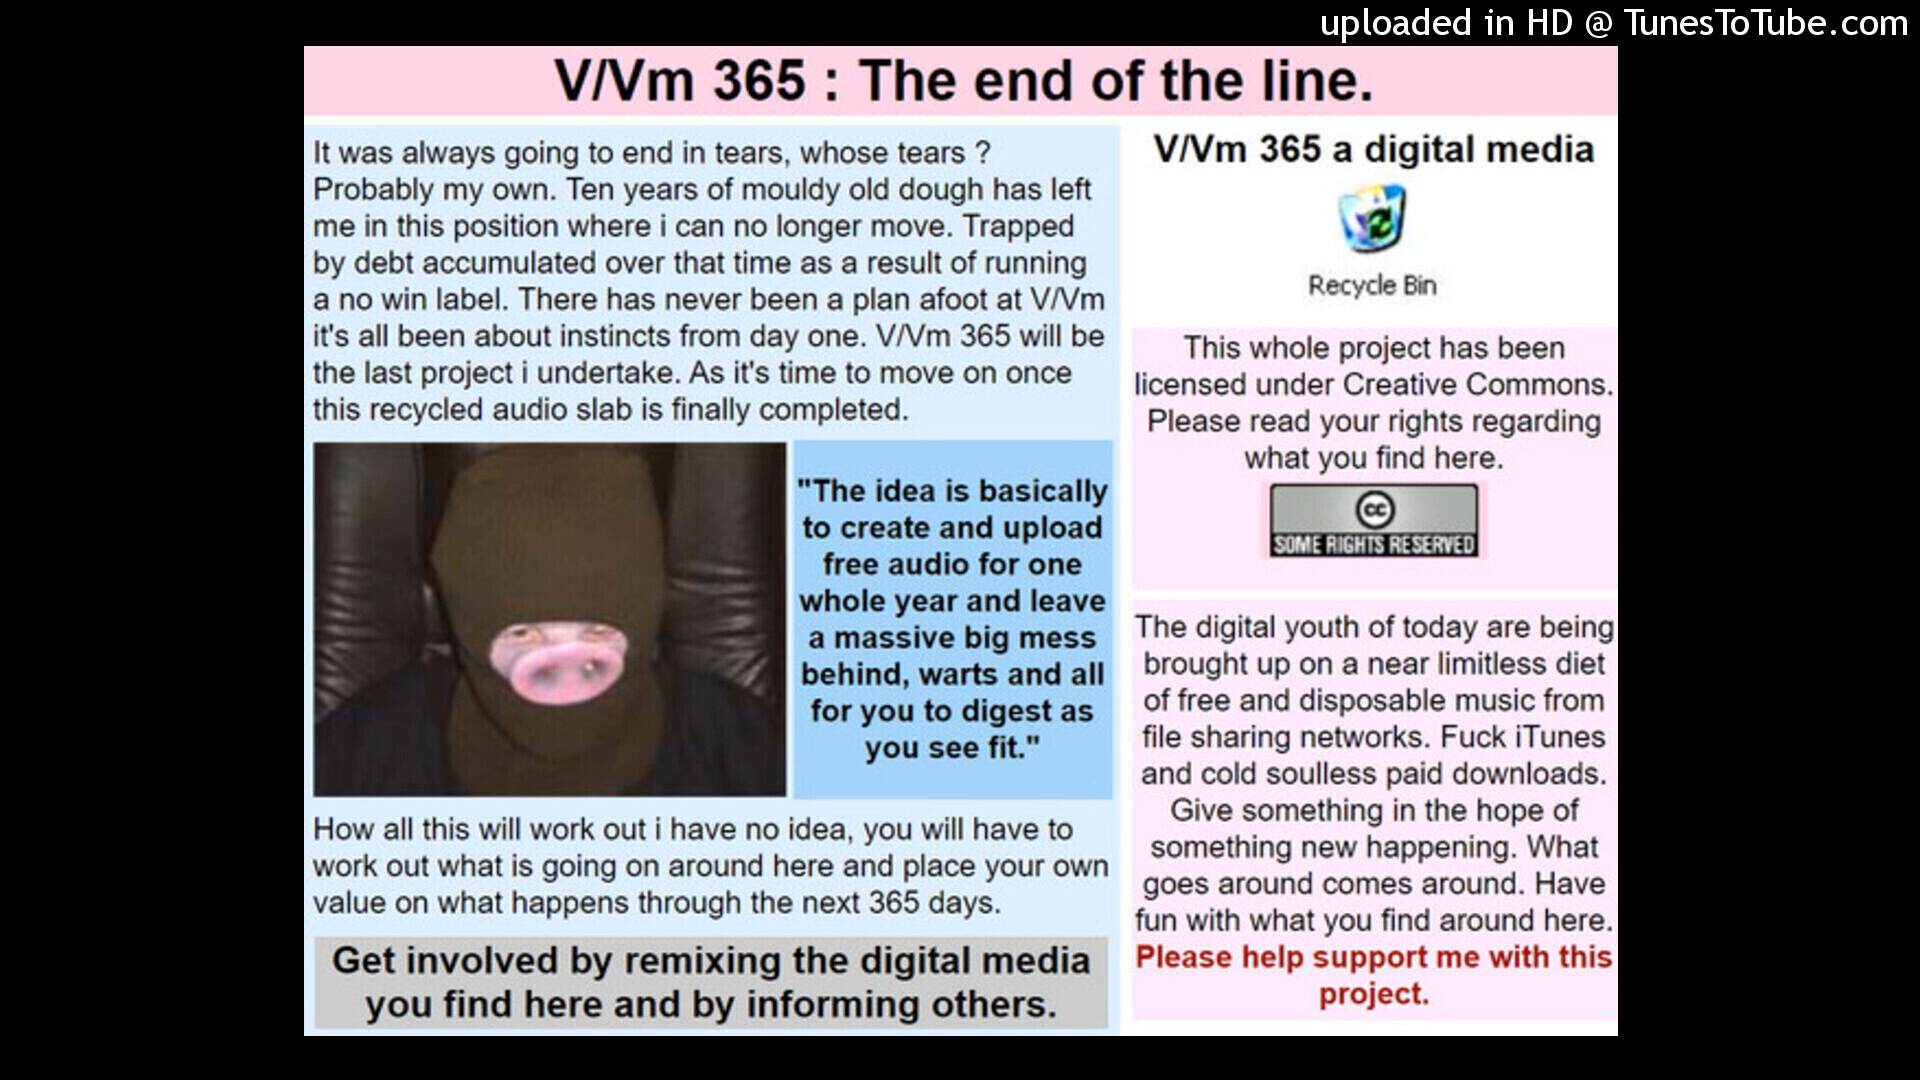 uploaded in HD @ TunesToTube.com
V/Vm 365 : The end of the line.
It was always going to end in tears, whose tears ?
Probably my own. Ten years of mouldy old dough has left
me in this position where i can no longer move. Trapped
by debt accumulated over that time as a result of running
a no win label. There has never been a plan afoot at V/Vm
it's all been about instincts from day one. V/Vm 365 will be
the last project i undertake. As it's time to move on once
this recycled audio slab is finally completed.
"The idea is basically
to create and upload
free audio for one
whole year and leave
a massive big mess
behind, warts and all
for you to digest as
you see fit."
How all this will work out i have no idea, you will have to
work out what is going on around here and place your own
value on what happens through the next 365 days.
Get involved by remixing the digital media
you find here and by informing others.
V/Vm 365 a digital media
Recycle Bin
This whole project has been
licensed under Creative Commons.
Please read your rights regarding
what you find here.
cc
SOME RIGHTS RESERVED
The digital youth of today are being
brought up on a near limitless diet
of free and disposable music from
file sharing networks. Fuck iTunes
and cold soulless paid downloads.
Give something in the hope of
something new happening. What
goes around comes around. Have
fun with what you find around here.
Please help support me with this
project.